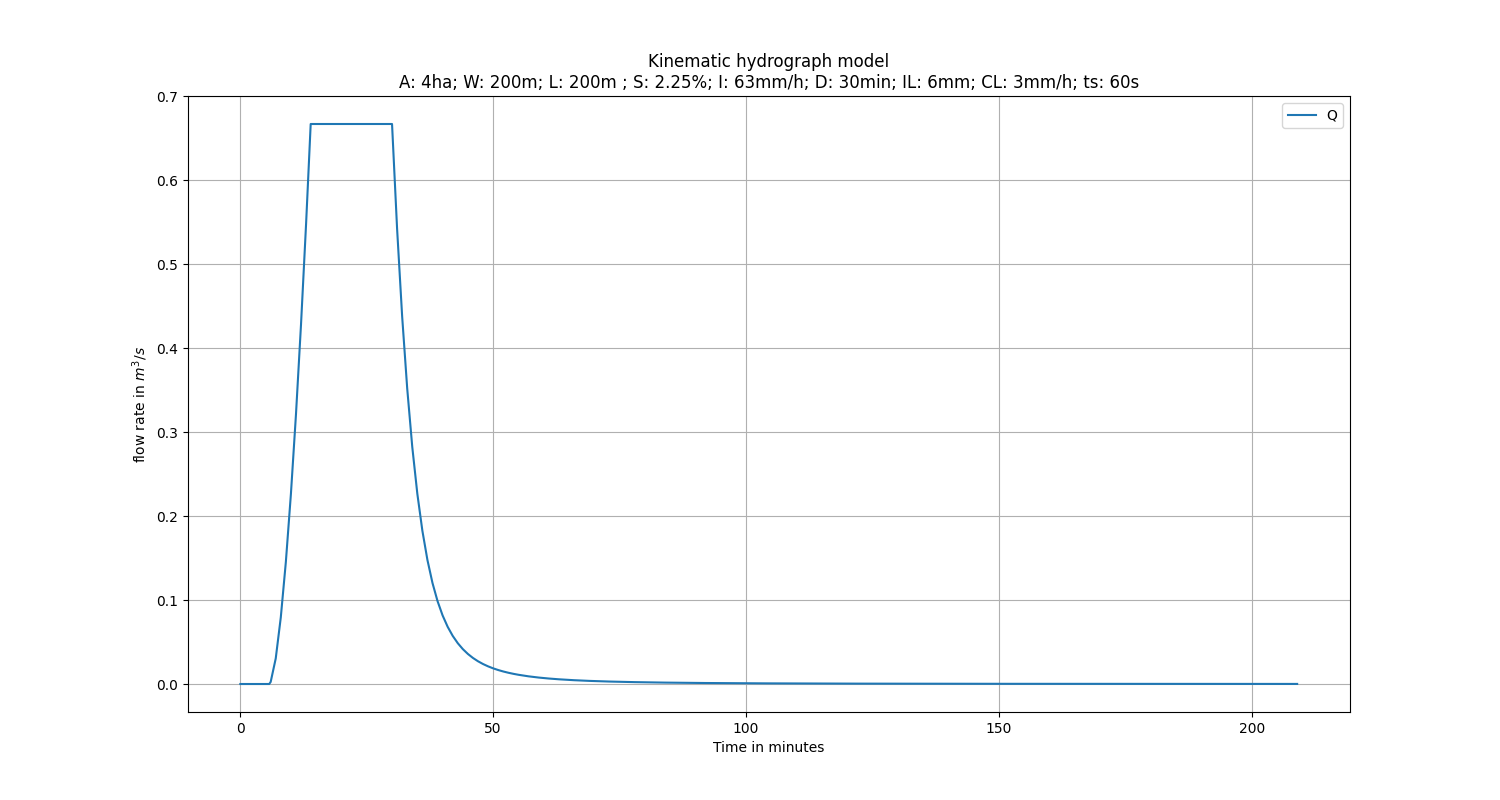 Kinematic hydrograph model
A: 4ha; W: 200m; L: 200m ; S: 2.25%; I: 63mm/h; D: 30min; IL: 6mm; CL: 3mm/h; ts: 60s
Q
flow rate in $m^3/s$
0.7
0.6
0.5
0.4
0.3
0.2
0.1
0.0
0
50
100
150
200
Time in minutes